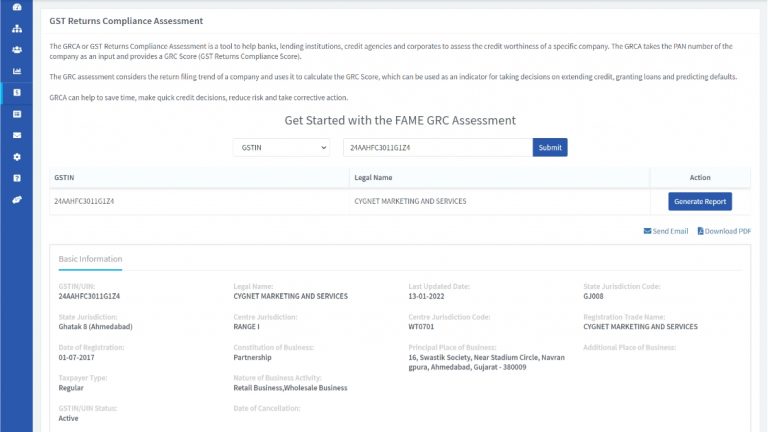 GST Returns Compliance Assessment
The GRCA or GST Returns Compliance Assessment is a tool to help banks, lending institutions, credit agencies and corporates to assess the credit worthiness of a specific company. The GRCA takes the PAN number of the
company as an input and provides a GRC Score (GST Returns Compliance Score).
The GRC assessment considers the return filing trend of a company and uses it to calculate the GRC Score, which can be used as an indicator for taking decisions on extending credit, granting loans and predicting defaults.
GRCA can help to save time, make quick credit decisions, reduce risk and take corrective action.
Get Started with the FAME GRC Assessment
GSTIN 24AAHFC3011G1Z4 Submit
GSTIN Legal Name Action
24AAHFC3011G1Z4 CYGNET MARKETING AND SERVICES Generate Report
Send Email Download PDF
Basic Information
GSTIN/UIN: Legal Name: Last Updated Date: State Jurisdiction Code:
24AAHFC3011G1Z4 CYGNET MARKETING AND SERVICES 13-01-2022 GJ008
State Jurisdiction: Centre Jurisdiction: Centre Jurisdiction Code: Registration Trade Name:
Ghatak 8 (Ahmedabad) RANGE I WT0701 CYGNET MARKETING AND SERVICES
Date of Registration: Constitution of Business: Principal Place of Business: Additional Place of Business:
01-07-2017 Partnership 16, Swastik Society, Near Stadium Circle, Navran
gpura, Ahmedabad, Gujarat - 380009
Taxpayer Type: Nature of Business Activity:
Regular Retail Business,Wholesale Business
GSTIN/UIN Status: Date of Cancellation:
Active